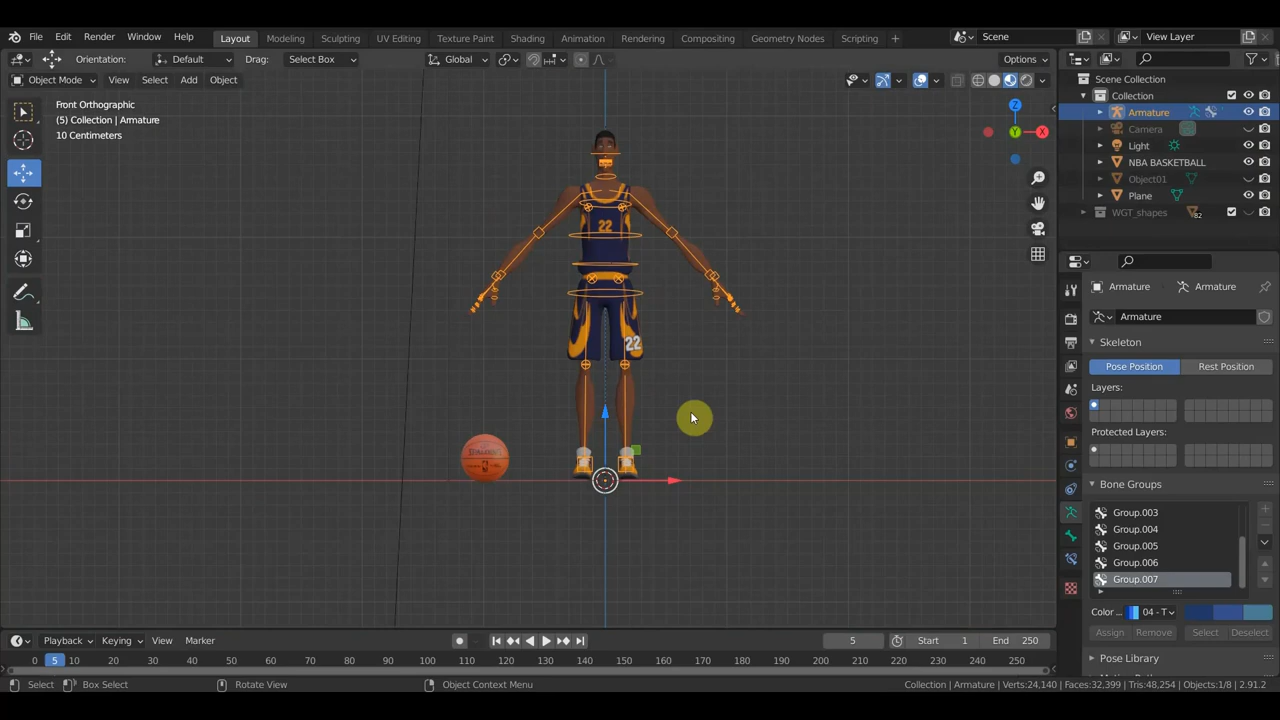 File Edit Render Window Help Layout Modeling Sculpting UV Editing Texture Paint Shading Animation Rendering Compositing Geometry Nodes Scripting + Scene View Layer
Orientation: Default Drag: Select Box Global Options
Object Mode View Select Add Object
Scene Collection
Collection
Armature
Camera
Light
NBA BASKETBALL
Object01
Plane
WGT_shapes 82
Front Orthographic
(5) Collection | Armature
10 Centimeters
Z
Y
X
22
22
SPALDING
Armature Armature
Armature
Skeleton
Pose Position Rest Position
Layers:
Protected Layers:
Bone Groups
Group.003
Group.004
Group.005
Group.006
Group.007
Color ... 04 - T
Assign Remove Select Deselect
Pose Library
Playback Keying View Marker 5 Start 1 End 250
0 5 10 20 30 40 50 60 70 80 90 100 110 120 130 140 150 160 170 180 190 200 210 220 230 240 250
Select Box Select Rotate View Object Context Menu Collection | Armature | Verts:24,140 | Faces:32,399 | Tris:48,254 | Objects:1/8 | 2.91.2